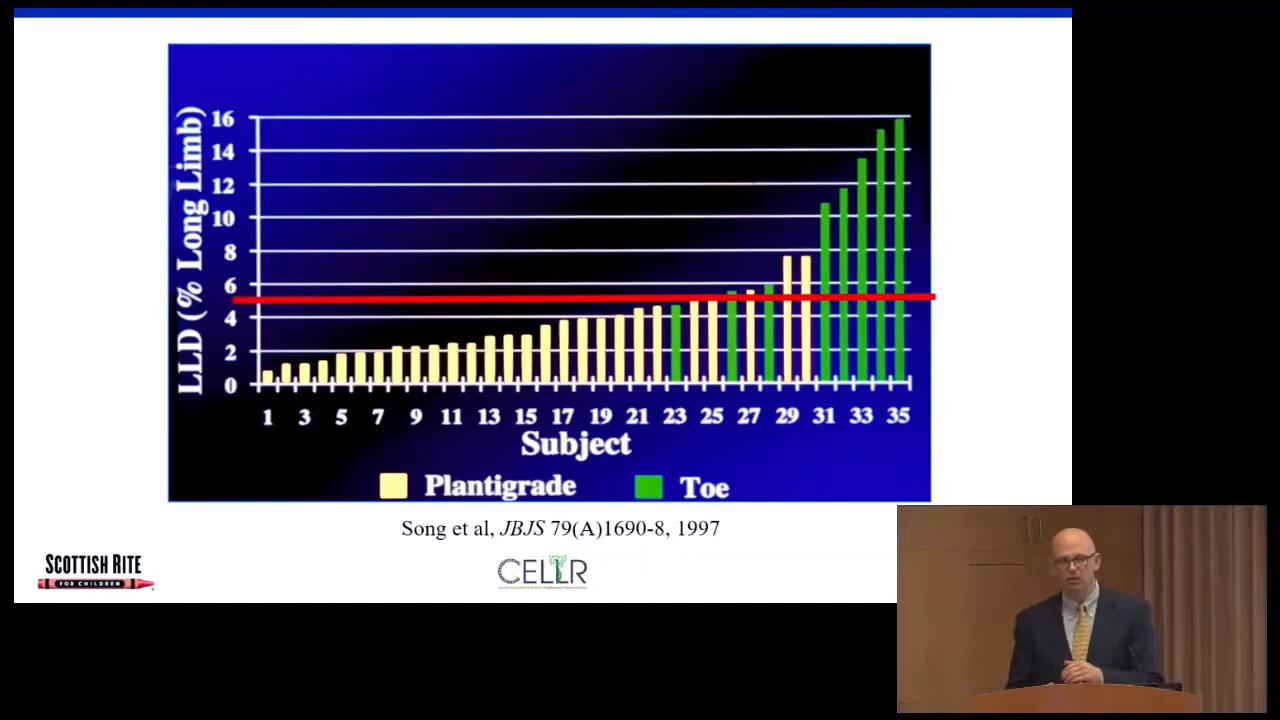 LLD (% Long Limb)
16
14
12
10
8
6
4
2
0
1 3 5 7 9 11 13 15 17 19 21 23 25 27 29 31 33 35
Subject
Plantigrade Toe
Song et al, JBJS 79(A)1690-8, 1997
SCOTTISH RITE
FOR CHILDREN
CELLR